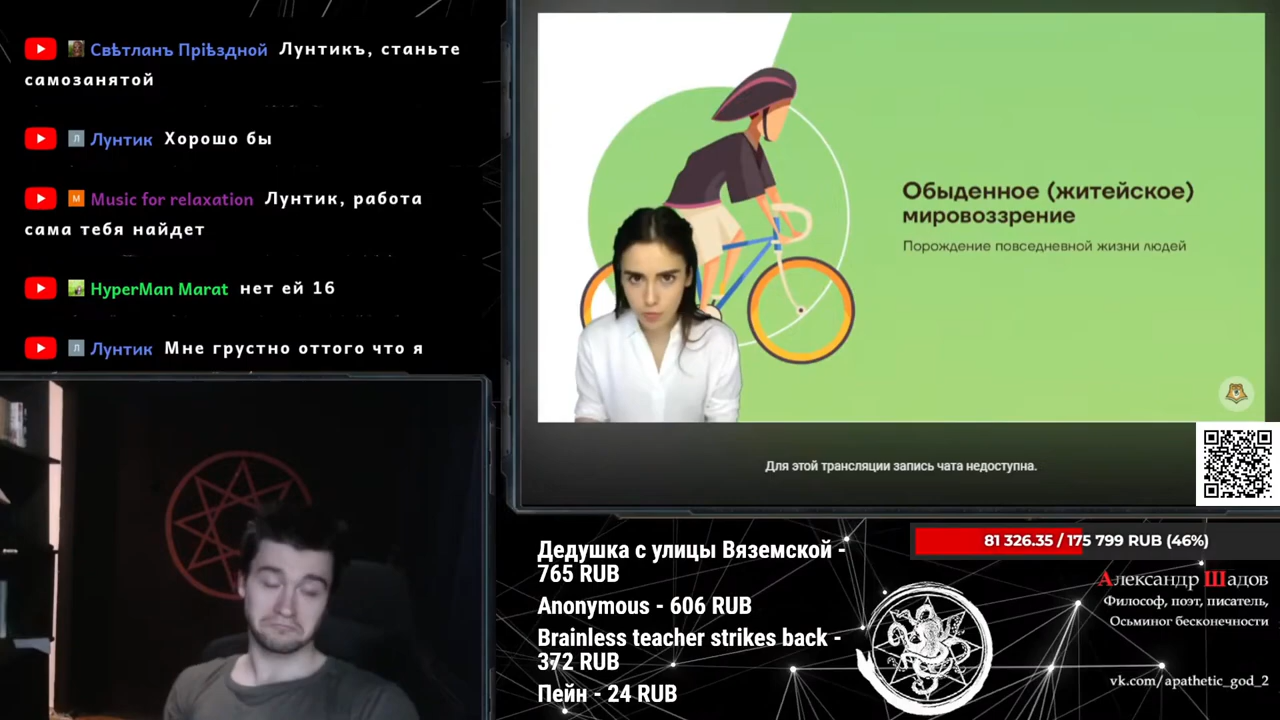 Свѣтланъ Прiѣздной Лунтикъ, станьте
самозанятой
Лунтик Хорошо бы
Music for relaxation Лунтик, работа
сама тебя найдет
HyperMan Marat нет ей 16
Лунтик Мне грустно оттого что я
Обыденное (житейское)
мировоззрение
Порождение повседневной жизни людей
Для этой трансляции запись чата недоступна.
Дедушка с улицы Вяземской -
765 RUB
Anonymous - 606 RUB
Brainless teacher strikes back -
372 RUB
Пейн - 24 RUB
81 326.35 / 175 799 RUB (46%)
Александр Шадов
Философ, поэт, писатель,
Осьминог бесконечности
vk.com/apathetic_god_2